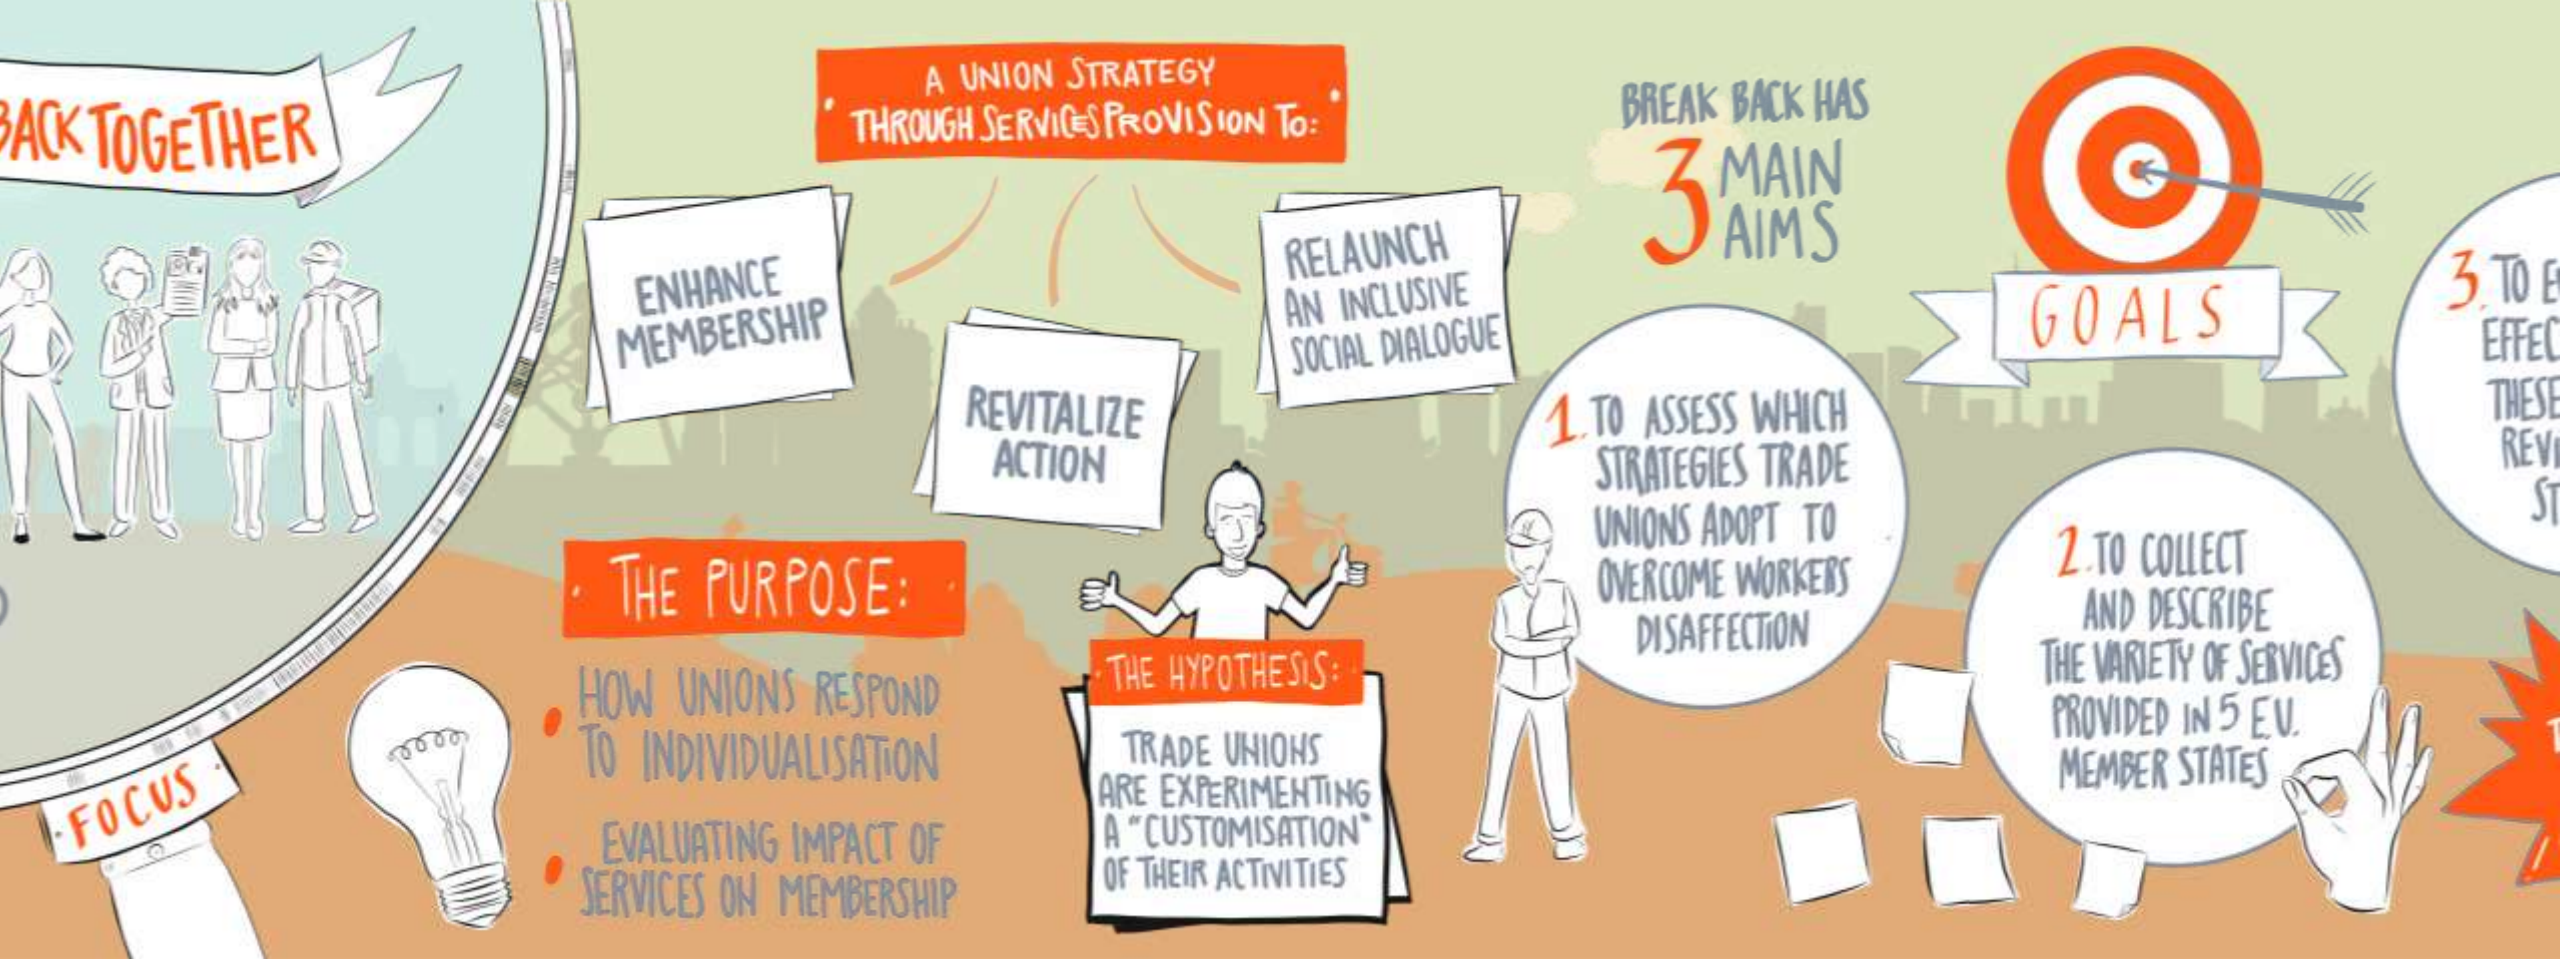 BACK TOGETHER
FOCUS
A UNION STRATEGY
THROUGH SERVICES PROVISION TO:
ENHANCE
MEMBERSHIP
REVITALIZE
ACTION
RELAUNCH
AN INCLUSIVE
SOCIAL DIALOGUE
THE PURPOSE:
HOW UNIONS RESPOND
TO INDIVIDUALISATION
EVALUATING IMPACT OF
SERVICES ON MEMBERSHIP
THE HYPOTHESIS:
TRADE UNIONS
ARE EXPERIMENTING
A "CUSTOMISATION"
OF THEIR ACTIVITIES
BREAK BACK HAS
3 MAIN
AIMS
GOALS
1. TO ASSESS WHICH
STRATEGIES TRADE
UNIONS ADOPT TO
OVERCOME WORKERS
DISAFFECTION
2. TO COLLECT
AND DESCRIBE
THE VARIETY OF SERVICES
PROVIDED IN 5 E.U.
MEMBER STATES
3. TO
THESE